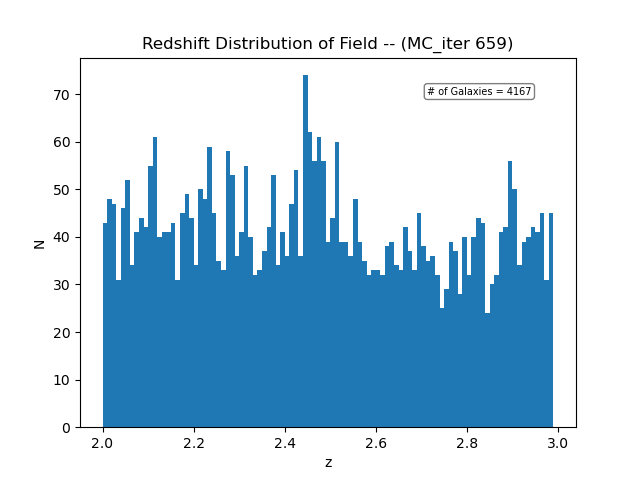 Redshift Distribution of Field -- (MC_iter 659)
# of Galaxies = 4167
70
60
50
40
30
20
10
0
N
2.0 2.2 2.4 2.6 2.8 3.0
z